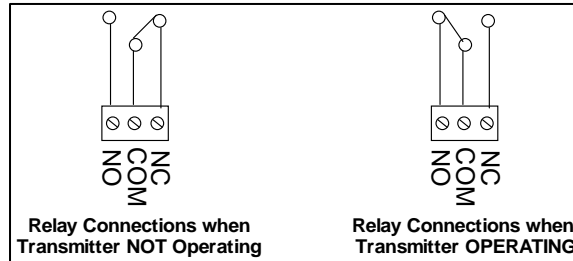 NO
COM
NC
Relay Connections when
Transmitter NOT Operating
NO
COM
NC
Relay Connections when
Transmitter OPERATING